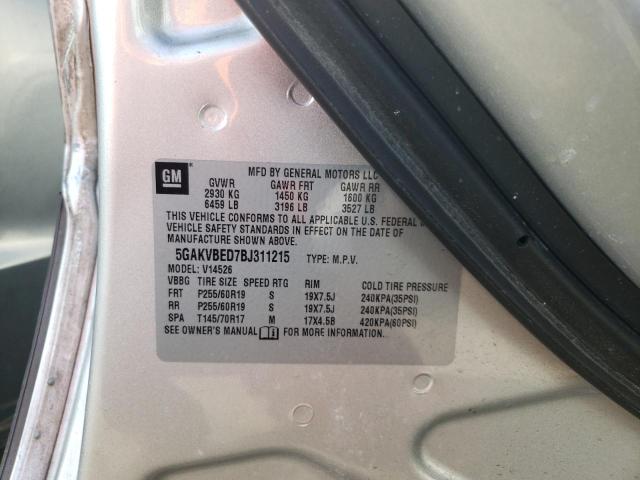 GM
MFD BY GENERAL MOTORS LLC
GVWR GAWR FRT GAWR RR
2930 KG 1450 KG 1600 KG
6459 LB 3196 LB 3527 LB
THIS VEHICLE CONFORMS TO ALL APPLICABLE U.S. FEDERAL
VEHICLE SAFETY STANDARDS IN EFFECT ON THE DATE OF
MANUFACTURE SHOWN ABOVE.
5GAKVBED7BJ311215 TYPE: M.P.V.
MODEL: V14526
VBBG TIRE SIZE SPEED RTG RIM COLD TIRE PRESSURE
FRT P255/60R19 S 19X7.5J 240KPA(35PSI)
RR P255/60R19 S 19X7.5J 240KPA(35PSI)
SPA T145/70R17 M 17X4.5B 420KPA(60PSI)
SEE OWNER'S MANUAL FOR MORE INFORMATION.